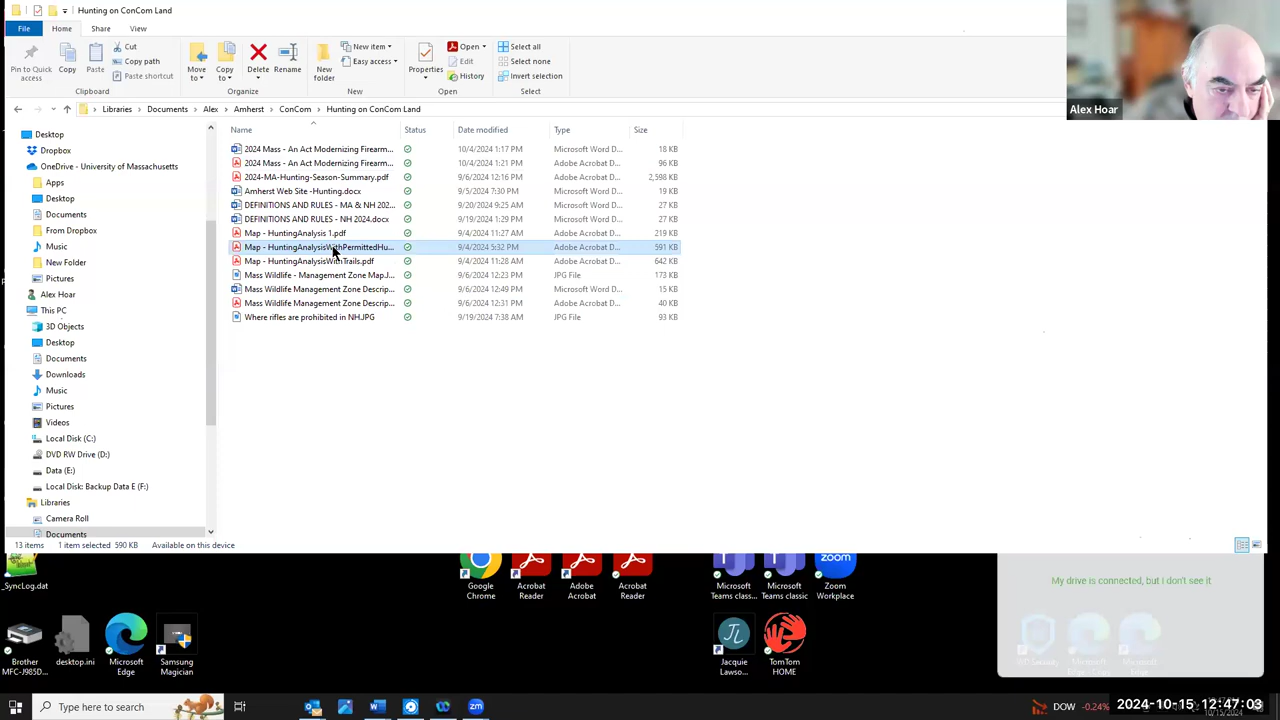 Hunting on ConCom Land
File
Home
Share
View
Pin to Quick access
Copy
Paste
Cut
Copy path
Paste shortcut
Clipboard
Move to
Copy to
Delete
Rename
Organize
New folder
New item
Easy access
New
Properties
Open
Edit
History
Open
Select all
Select none
Invert selection
Select
Libraries
Documents
Alex
Amherst
ConCom
Hunting on ConCom Land
Alex Hoar
Name Status Date modified Type Size
2024 Mass - An Act Modernizing Firearm... 10/4/2024 1:17 PM Microsoft Word D... 18 KB
2024 Mass - An Act Modernizing Firearm... 10/4/2024 1:21 PM Adobe Acrobat D... 96 KB
2024-MA-Hunting-Season-Summary.pdf 9/6/2024 12:16 PM Adobe Acrobat D... 2,598 KB
Amherst Web Site -Hunting.docx 9/5/2024 7:30 PM Microsoft Word D... 19 KB
DEFINITIONS AND RULES - MA & NH 202... 9/20/2024 9:25 AM Microsoft Word D... 27 KB
DEFINITIONS AND RULES - NH 2024.docx 9/19/2024 1:29 PM Microsoft Word D... 27 KB
Map - HuntingAnalysis 1.pdf 9/4/2024 11:27 AM Adobe Acrobat D... 219 KB
Map - HuntingAnalysisWithPermittedHu... 9/4/2024 5:32 PM Adobe Acrobat D... 591 KB
Map - HuntingAnalysisWithTrails.pdf 9/4/2024 11:28 AM Adobe Acrobat D... 642 KB
Mass Wildlife - Management Zone Map.J... 9/6/2024 12:23 PM JPG File 173 KB
Mass Wildlife Management Zone Descrip... 9/6/2024 12:49 PM Microsoft Word D... 15 KB
Mass Wildlife Management Zone Descrip... 9/6/2024 12:31 PM Adobe Acrobat D... 40 KB
Where rifles are prohibited in NH.JPG 9/19/2024 7:38 AM JPG File 93 KB
Desktop
Dropbox
OneDrive - University of Massachusetts
Apps
Desktop
Documents
From Dropbox
Music
New Folder
Pictures
Alex Hoar
This PC
3D Objects
Desktop
Documents
Downloads
Music
Pictures
Videos
Local Disk (C:)
DVD RW Drive (D:)
Data (E:)
Local Disk: Backup Data E (F:)
Libraries
Camera Roll
Documents
13 items 1 item selected 590 KB Available on this device
_SyncLog.dat
Google Chrome
Acrobat Reader
Adobe Acrobat
Acrobat Reader
Microsoft Teams class...
Microsoft Teams classic
Zoom Workplace
My drive is connected, but I don't see it
Brother MFC-J985D...
desktop.ini
Microsoft Edge
Samsung Magician
Jacquie Lawso...
TomTom HOME
Type here to search
DOW -0.24%
2024-10-15 12:47:03